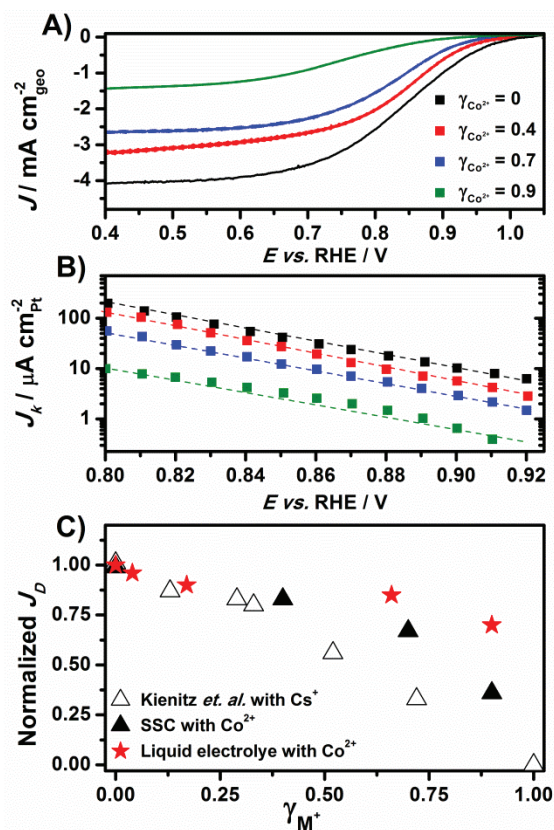 A)
J / mA cm⁻²geo
0
-1
-2
-3
-4
γCo²⁺ = 0
γCo²⁺ = 0.4
γCo²⁺ = 0.7
γCo²⁺ = 0.9
0.4 0.5 0.6 0.7 0.8 0.9 1.0
E vs. RHE / V
B)
Jk / µA cm⁻²Pt
100
10
1
0.80 0.82 0.84 0.86 0.88 0.90 0.92
E vs. RHE / V
C)
Normalized JD
1.00
0.75
0.50
0.25
0.00
Kienitz et. al. with Cs⁺
SSC with Co²⁺
Liquid electrolye with Co²⁺
0.00 0.25 0.50 0.75 1.00
γM⁺